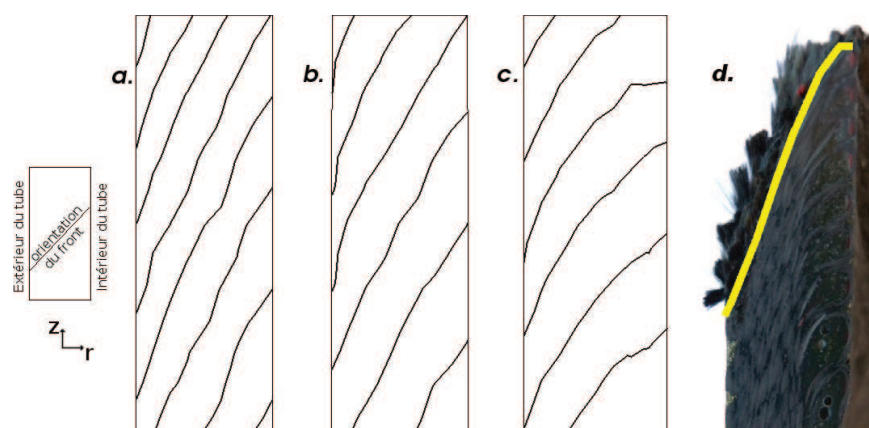 a.
b.
c.
d.
Extérieur du tube
orientation
du front
Intérieur du tube
z
r